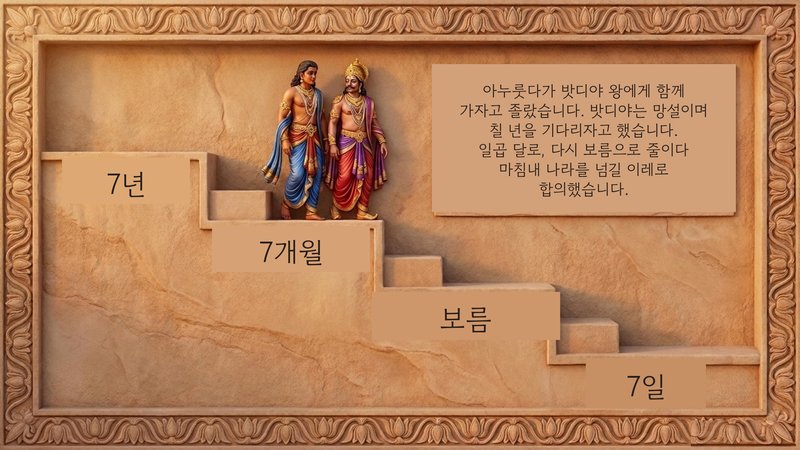 아누룻다가 밧디야 왕에게 함께
가자고 졸랐습니다. 밧디야는 망설이며
칠 년을 기다리자고 했습니다.
일곱 달로, 다시 보름으로 줄이다
마침내 나라를 넘길 이레로
합의했습니다.
7년
7개월
보름
7일